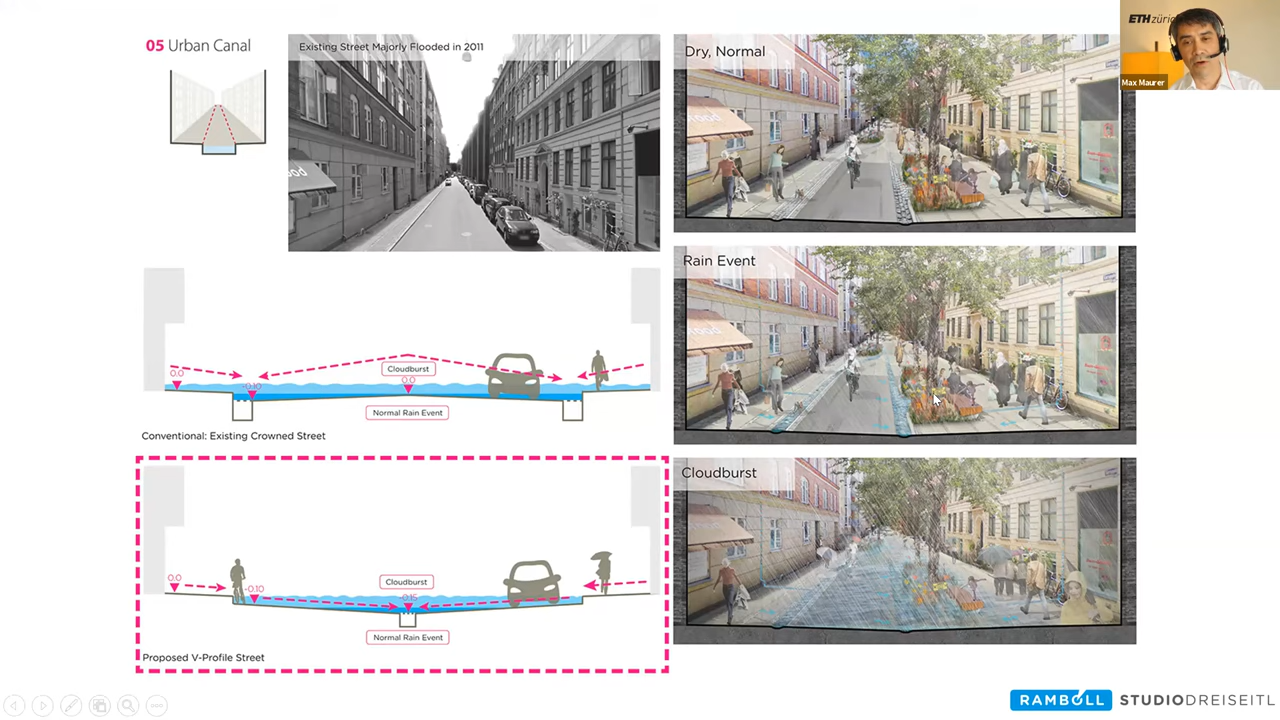 05 Urban Canal
Existing Street Majorly Flooded in 2011
Dry, Normal
ETH zürich
Max Maurer
Rain Event
0.0
-0.10
Cloudburst
0.0
Normal Rain Event
Conventional: Existing Crowned Street
Cloudburst
0.0
-0.10
Cloudburst
-0.15
Normal Rain Event
Proposed V-Profile Street
RAMBOLL STUDIODREISEITL